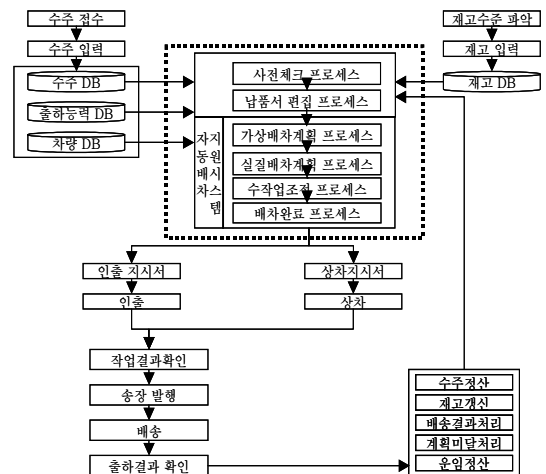 수주 접수
수주 입력
수주 DB
출하능력 DB
차량 DB
재고수준 파악
재고 입력
재고 DB
사전체크 프로세스
납품서 편집 프로세스
자지
동원
배시
차스
템
가상배차계획 프로세스
실질배차계획 프로세스
수작업조정 프로세스
배차완료 프로세스
인출 지시서
인출
상차지시서
상차
작업결과확인
송장 발행
배송
출하결과 확인
수주정산
재고갱신
배송결과처리
계획미달처리
운임정산